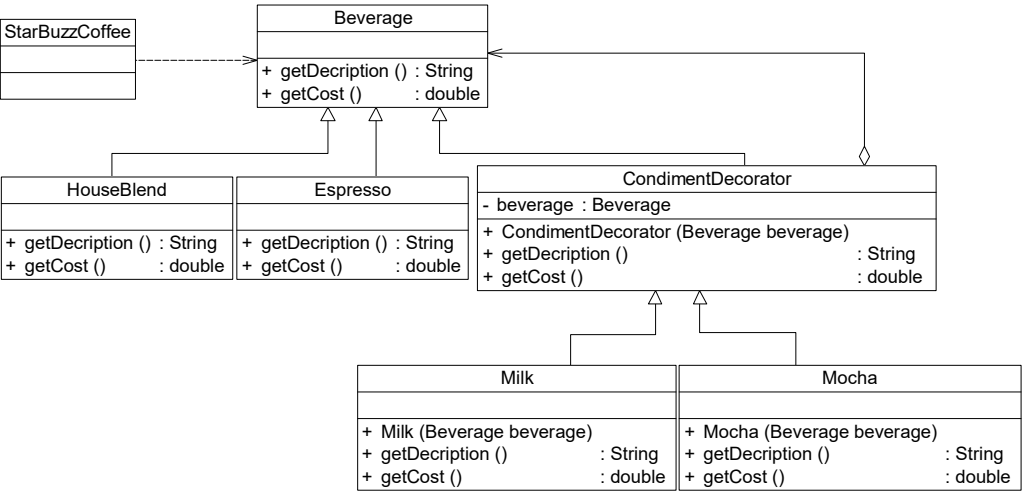 StarBuzzCoffee
Beverage
+ getDecription () : String
+ getCost () : double
HouseBlend
+ getDecription () : String
+ getCost () : double
Espresso
+ getDecription () : String
+ getCost () : double
CondimentDecorator
- beverage : Beverage
+ CondimentDecorator (Beverage beverage)
+ getDecription () : String
+ getCost () : double
Milk
+ Milk (Beverage beverage)
+ getDecription () : String
+ getCost () : double
Mocha
+ Mocha (Beverage beverage)
+ getDecription () : String
+ getCost () : double